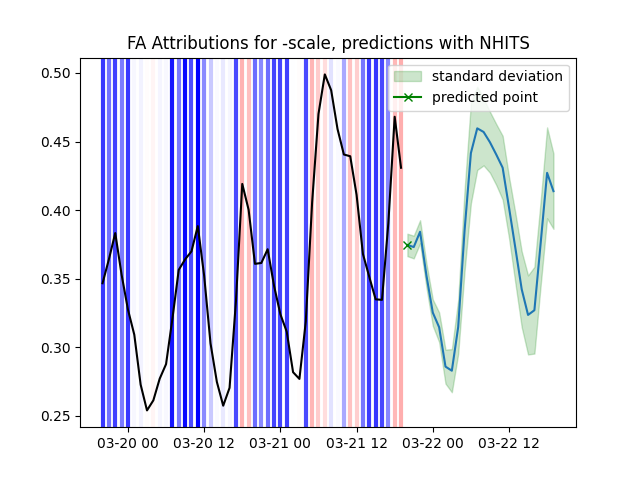 FA Attributions for -scale, predictions with NHITS
standard deviation
predicted point
0.50
0.45
0.40
0.35
0.30
0.25
03-20 00 03-20 12 03-21 00 03-21 12 03-22 00 03-22 12